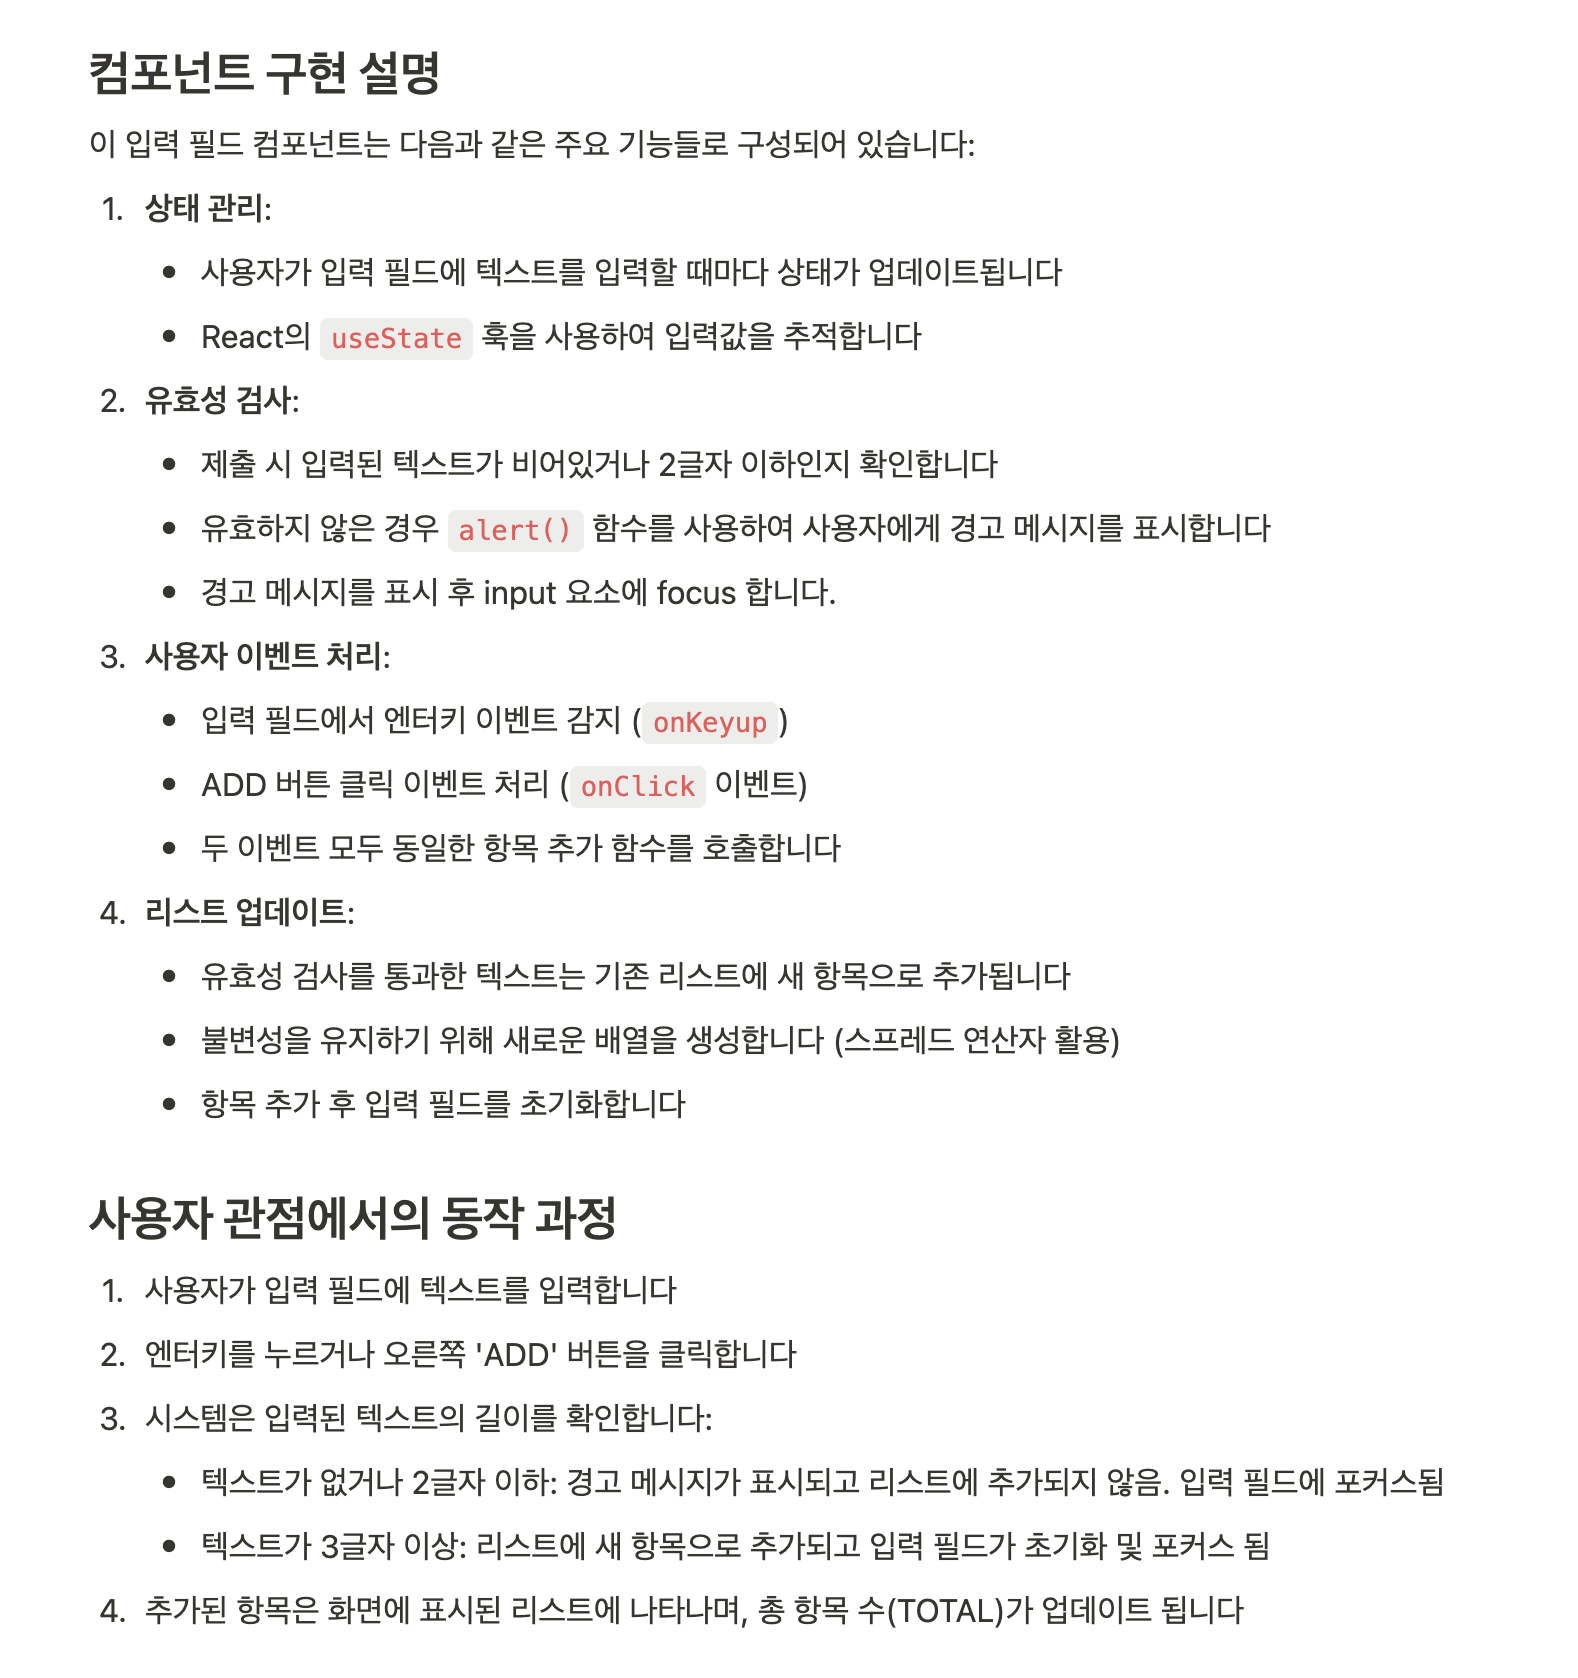 컴포넌트 구현 설명
이 입력 필드 컴포넌트는 다음과 같은 주요 기능들로 구성되어 있습니다:
1. 상태 관리:
• 사용자가 입력 필드에 텍스트를 입력할 때마다 상태가 업데이트됩니다
• React의 useState 훅을 사용하여 입력값을 추적합니다
2. 유효성 검사:
• 제출 시 입력된 텍스트가 비어있거나 2글자 이하인지 확인합니다
• 유효하지 않은 경우 alert() 함수를 사용하여 사용자에게 경고 메시지를 표시합니다
• 경고 메시지를 표시 후 input 요소에 focus 합니다.
3. 사용자 이벤트 처리:
• 입력 필드에서 엔터키 이벤트 감지 (onKeyup)
• ADD 버튼 클릭 이벤트 처리 (onClick 이벤트)
• 두 이벤트 모두 동일한 항목 추가 함수를 호출합니다
4. 리스트 업데이트:
• 유효성 검사를 통과한 텍스트는 기존 리스트에 새 항목으로 추가됩니다
• 불변성을 유지하기 위해 새로운 배열을 생성합니다 (스프레드 연산자 활용)
• 항목 추가 후 입력 필드를 초기화합니다
사용자 관점에서의 동작 과정
1. 사용자가 입력 필드에 텍스트를 입력합니다
2. 엔터키를 누르거나 오른쪽 'ADD' 버튼을 클릭합니다
3. 시스템은 입력된 텍스트의 길이를 확인합니다:
• 텍스트가 없거나 2글자 이하: 경고 메시지가 표시되고 리스트에 추가되지 않음. 입력 필드에 포커스됨
• 텍스트가 3글자 이상: 리스트에 새 항목으로 추가되고 입력 필드가 초기화 및 포커스 됨
4. 추가된 항목은 화면에 표시된 리스트에 나타나며, 총 항목 수(TOTAL)가 업데이트 됩니다